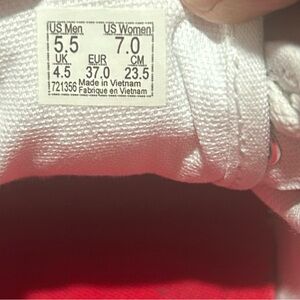 US Men US Women
5.5 7.0
UK EUR CM
4.5 37.0 23.5
721356 Made in Vietnam
Fabrique en Vietnam